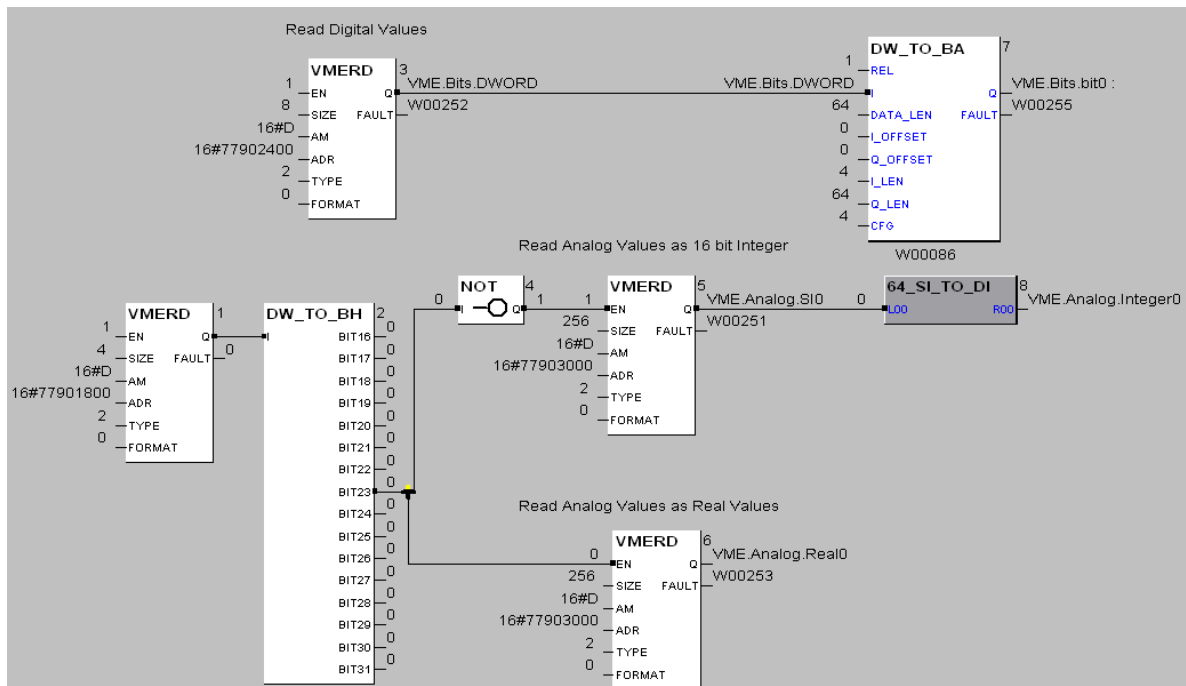 Read Digital Values
VMERD 3
1 EN Q VME.Bits.DWORD
8 SIZE FAULT W00252
16#D AM
16#77902400 ADR
2 TYPE
0 FORMAT
DW_TO_BA 7
1 REL
VME.Bits.DWORD I Q VME.Bits.bit0 :
64 DATA_LEN FAULT W00255
0 I_OFFSET
0 Q_OFFSET
4 I_LEN
64 Q_LEN
4 CFG
W00086
Read Analog Values as 16 bit Integer
VMERD 1
1 EN Q
4 SIZE FAULT 0
16#D AM
16#77901800 ADR
2 TYPE
0 FORMAT
DW_TO_BH 2
I BIT16 0
BIT17 0
BIT18 0
BIT19 0
BIT20 0
BIT21 0
BIT22 0
BIT23 0
BIT24 0
BIT25 0
BIT26 0
BIT27 0
BIT28 0
BIT29 0
BIT30 0
BIT31 0
NOT 4
0 I Q 1
VMERD 5
1 EN Q VME.Analog.SI0
256 SIZE FAULT W00251
16#D AM
16#77903000 ADR
2 TYPE
0 FORMAT
64_SI_TO_DI 8
0 L00 R00 VME.Analog.Integer0
Read Analog Values as Real Values
VMERD 6
0 EN Q VME.Analog.Real0
256 SIZE FAULT W00253
16#D AM
16#77903000 ADR
2 TYPE
0 FORMAT